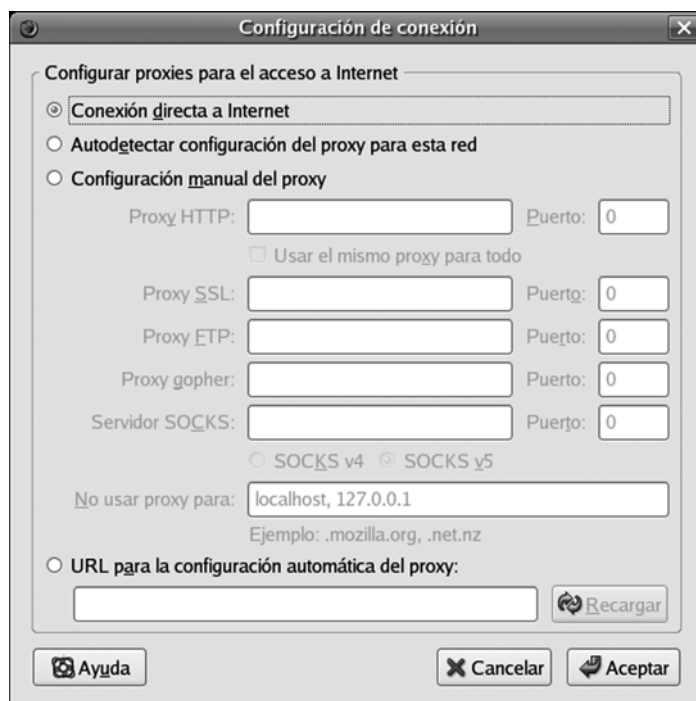 Configuración de conexión
Configurar proxies para el acceso a Internet
Conexión directa a Internet
Autodetectar configuración del proxy para esta red
Configuración manual del proxy
Proxy HTTP: Puerto: 0
Usar el mismo proxy para todo
Proxy SSL: Puerto: 0
Proxy FTP: Puerto: 0
Proxy gopher: Puerto: 0
Servidor SOCKS: Puerto: 0
SOCKS v4 SOCKS v5
No usar proxy para: localhost, 127.0.0.1
Ejemplo: .mozilla.org, .net.nz
URL para la configuración automática del proxy:
Recargar
Ayuda Cancelar Aceptar